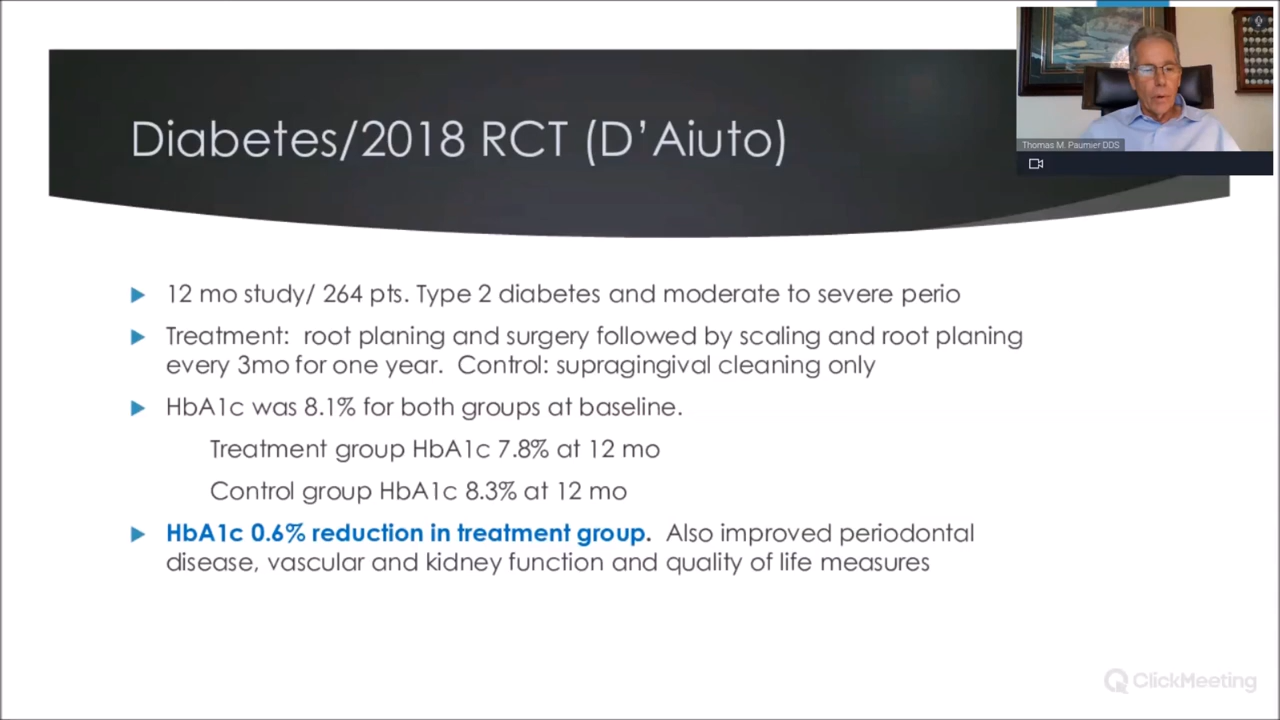 Diabetes/2018 RCT (D’Aiuto)
Thomas M. Paumier DDS
12 mo study/ 264 pts. Type 2 diabetes and moderate to severe perio
Treatment:  root planing and surgery followed by scaling and root planing
every 3mo for one year.  Control: supragingival cleaning only
HbA1c was 8.1% for both groups at baseline.
Treatment group HbA1c 7.8% at 12 mo
Control group HbA1c 8.3% at 12 mo
HbA1c 0.6% reduction in treatment group.  Also improved periodontal
disease, vascular and kidney function and quality of life measures
ClickMeeting